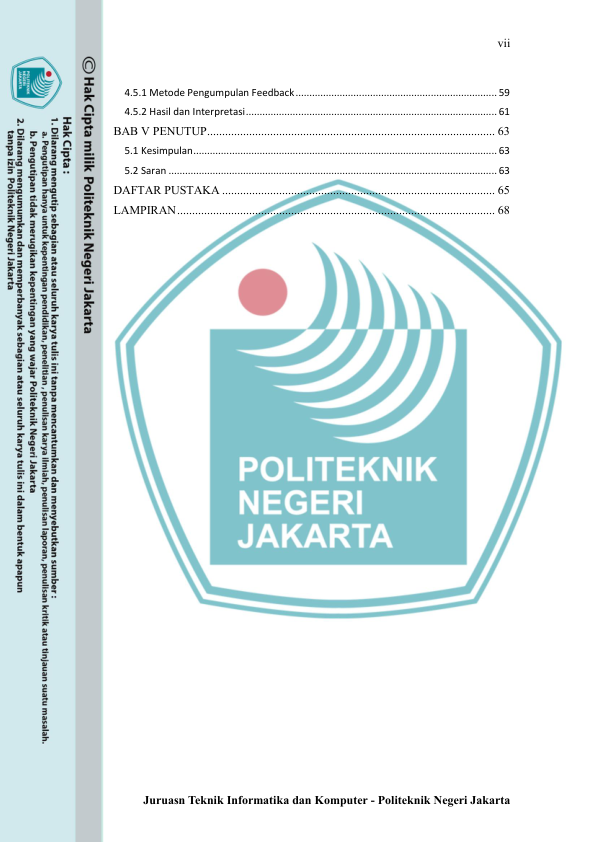 vii
4.5.1 Metode Pengumpulan Feedback 59
4.5.2 Hasil dan Interpretasi 61
BAB V PENUTUP 63
5.1 Kesimpulan 63
5.2 Saran 63
DAFTAR PUSTAKA 65
LAMPIRAN 68
POLITEKNIK
NEGERI
JAKARTA
Juruasn Teknik Informatika dan Komputer - Politeknik Negeri Jakarta
© Hak Cipta milik Politeknik Negeri Jakarta
Hak Cipta :
1. Dilarang mengutip sebagian atau seluruh karya tulis ini tanpa mencantumkan dan menyebutkan sumber :
a. Pengutipan hanya untuk kepentingan pendidikan, penelitian , penulisan karya ilmiah, penulisan laporan, penulisan kritik atau tinjauan suatu masalah.
b. Pengutipan tidak merugikan kepentingan yang wajar Politeknik Negeri Jakarta
2. Dilarang mengumumkan dan memperbanyak sebagian atau seluruh karya tulis ini dalam bentuk apapun
tanpa izin Politeknik Negeri Jakarta
POLITEKNIK
NEGERI
JAKARTA